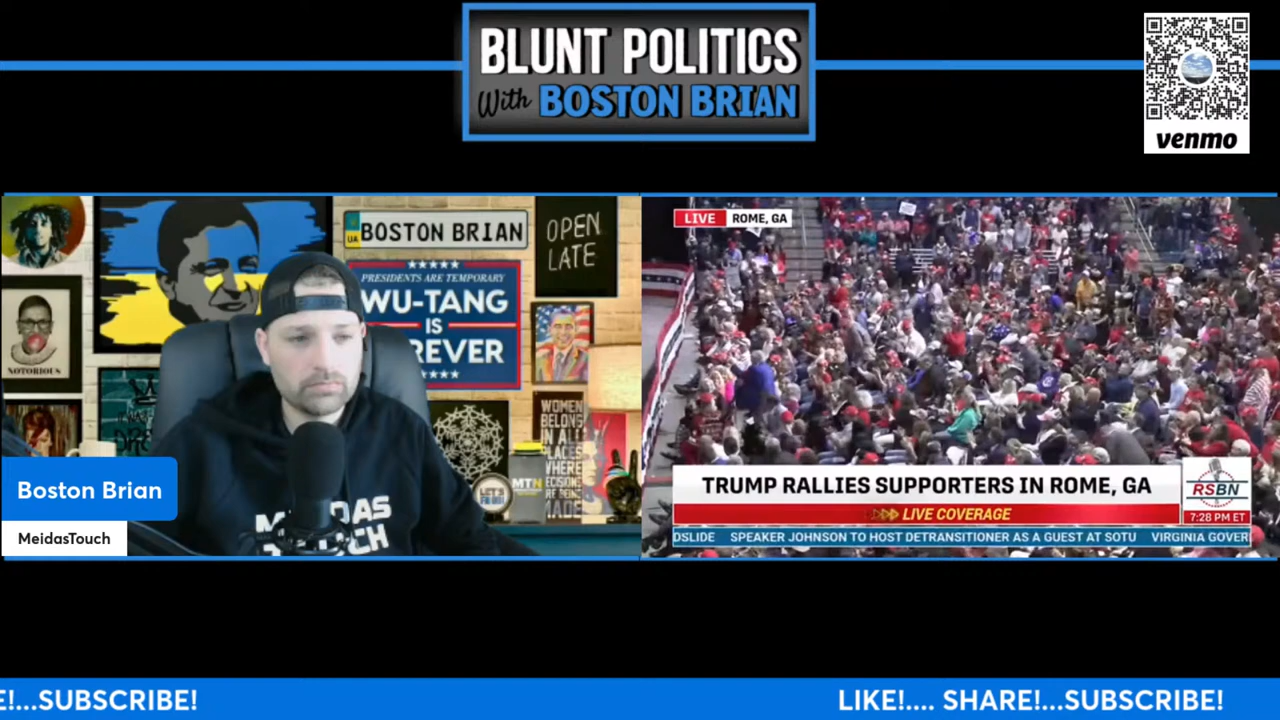 BLUNT POLITICS
With BOSTON BRIAN
venmo
BOSTON BRIAN
UA
OPEN
LATE
PRESIDENTS ARE TEMPORARY
WU-TANG
IS
REVER
NOTORIOUS
WOMEN
BELONG
IN ALL
PLACES
WHERE
MADE
MTN
LET'S
Boston Brian
MeidasTouch
LIVE
ROME, GA
TRUMP RALLIES SUPPORTERS IN ROME, GA
LIVE COVERAGE
RSBN
7:28 PM ET
DSLIDE SPEAKER JOHNSON TO HOST DETRANSITIONER AS A GUEST AT SOTU VIRGINIA GOVER
E!...SUBSCRIBE!
LIKE!.... SHARE!...SUBSCRIBE!